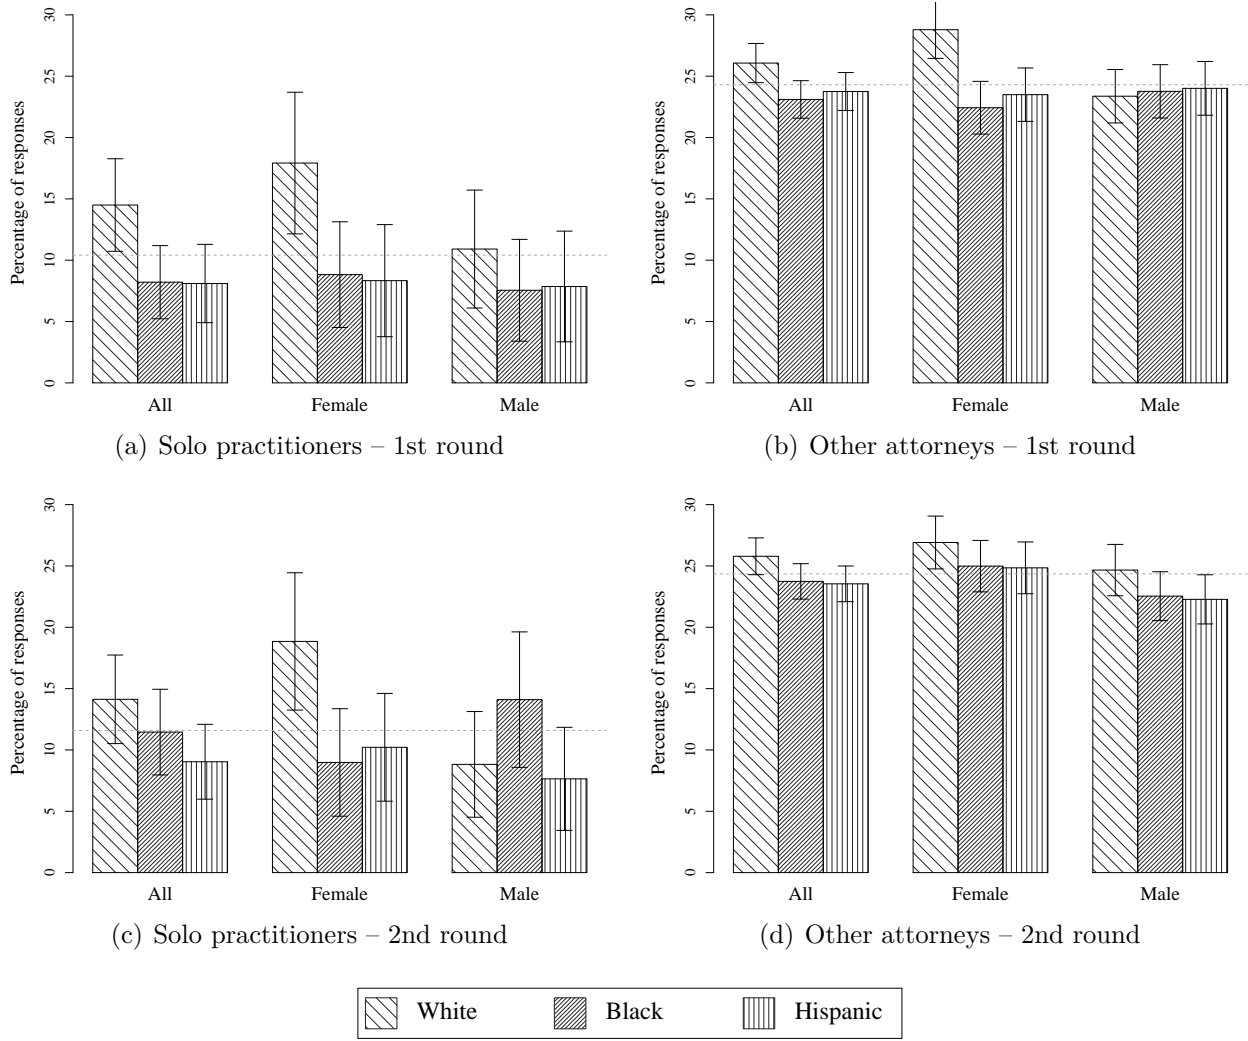 Percentage of responses
30
25
20
15
10
5
0
All Female Male
(a) Solo practitioners – 1st round
Percentage of responses
30
25
20
15
10
5
0
All Female Male
(b) Other attorneys – 1st round
Percentage of responses
30
25
20
15
10
5
0
All Female Male
(c) Solo practitioners – 2nd round
Percentage of responses
30
25
20
15
10
5
0
All Female Male
(d) Other attorneys – 2nd round
White Black Hispanic